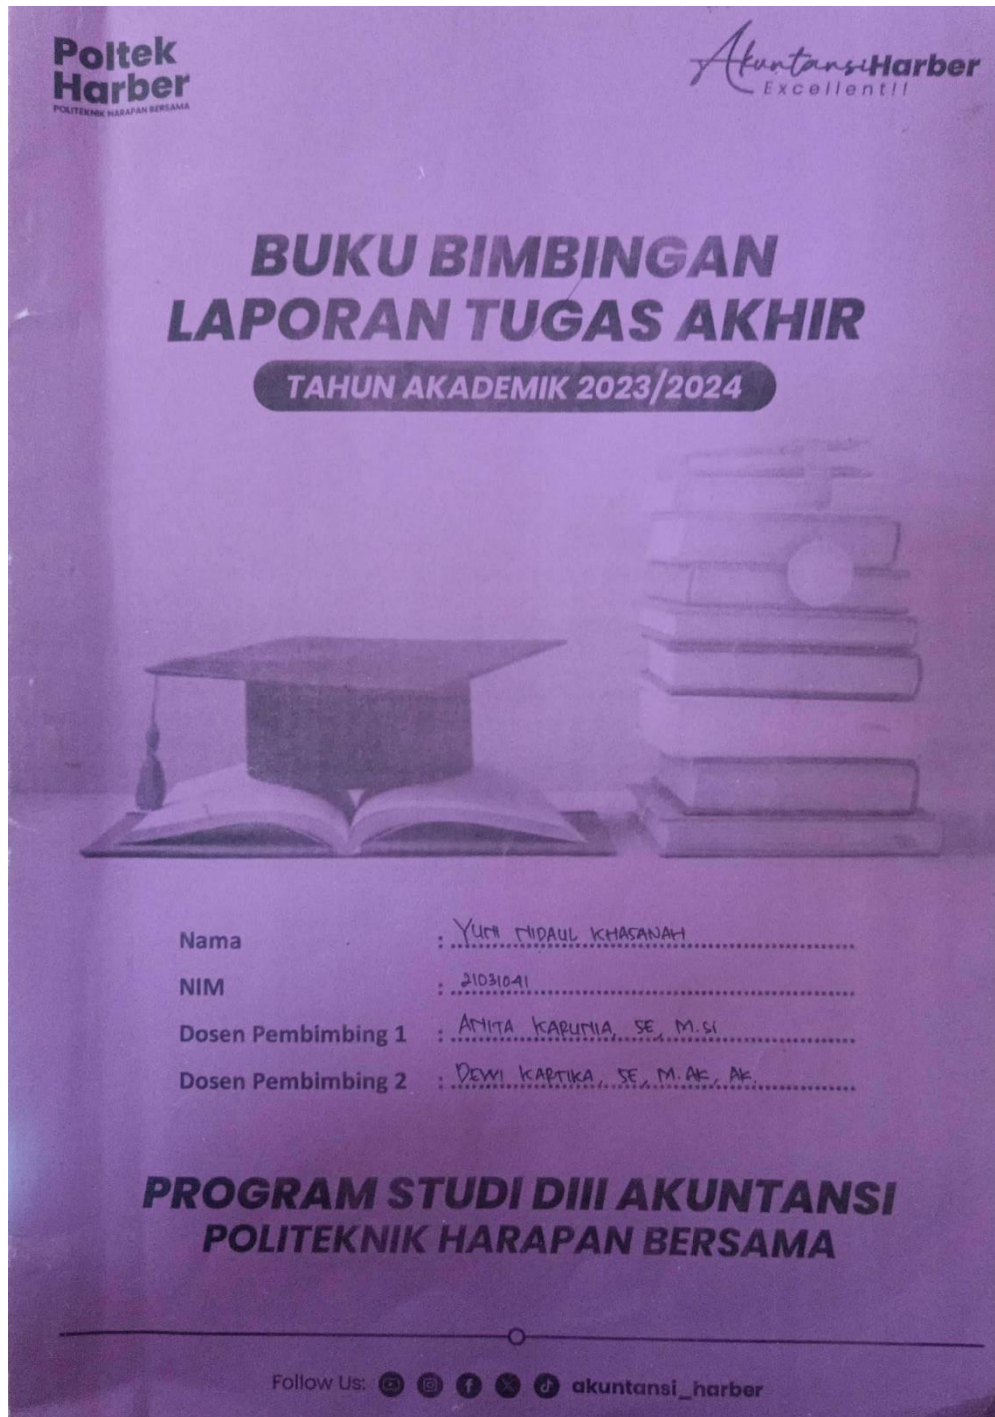 Poltek
Harber
POLITEKNIK HARAPAN BERSAMA
AkuntansiHarber
Excellent!!
BUKU BIMBINGAN
LAPORAN TUGAS AKHIR
TAHUN AKADEMIK 2023/2024
Nama : YUNI NIDAUL KHASANAH
NIM : 21031041
Dosen Pembimbing 1 : ANITA KARUNIA, SE, M.Si
Dosen Pembimbing 2 : DEWI KARTIKA, SE, M.AK, AK.
PROGRAM STUDI DIII AKUNTANSI
POLITEKNIK HARAPAN BERSAMA
Follow Us: akuntansi_harber